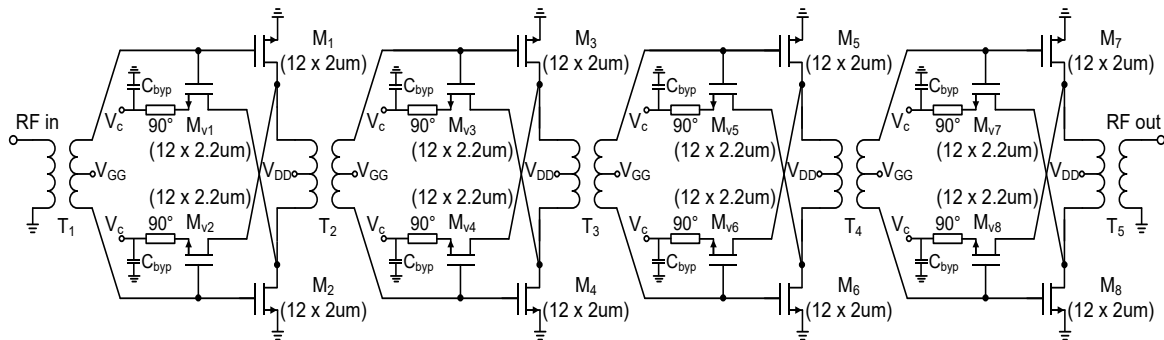 RF in
T1
VGG
M1
(12 x 2um)
Cbyp
Vc
90°
Mv1
(12 x 2.2um)
VDD
(12 x 2.2um)
Vc
90°
Mv2
Cbyp
M2
(12 x 2um)
T2
VGG
M3
(12 x 2um)
Cbyp
Vc
90°
Mv3
(12 x 2.2um)
VDD
(12 x 2.2um)
Vc
90°
Mv4
Cbyp
M4
(12 x 2um)
T3
VGG
M5
(12 x 2um)
Cbyp
Vc
90°
Mv5
(12 x 2.2um)
VDD
(12 x 2.2um)
Vc
90°
Mv6
Cbyp
M6
(12 x 2um)
T4
VGG
M7
(12 x 2um)
Cbyp
Vc
90°
Mv7
(12 x 2.2um)
VDD
(12 x 2.2um)
Vc
90°
Mv8
Cbyp
M8
(12 x 2um)
T5
RF out